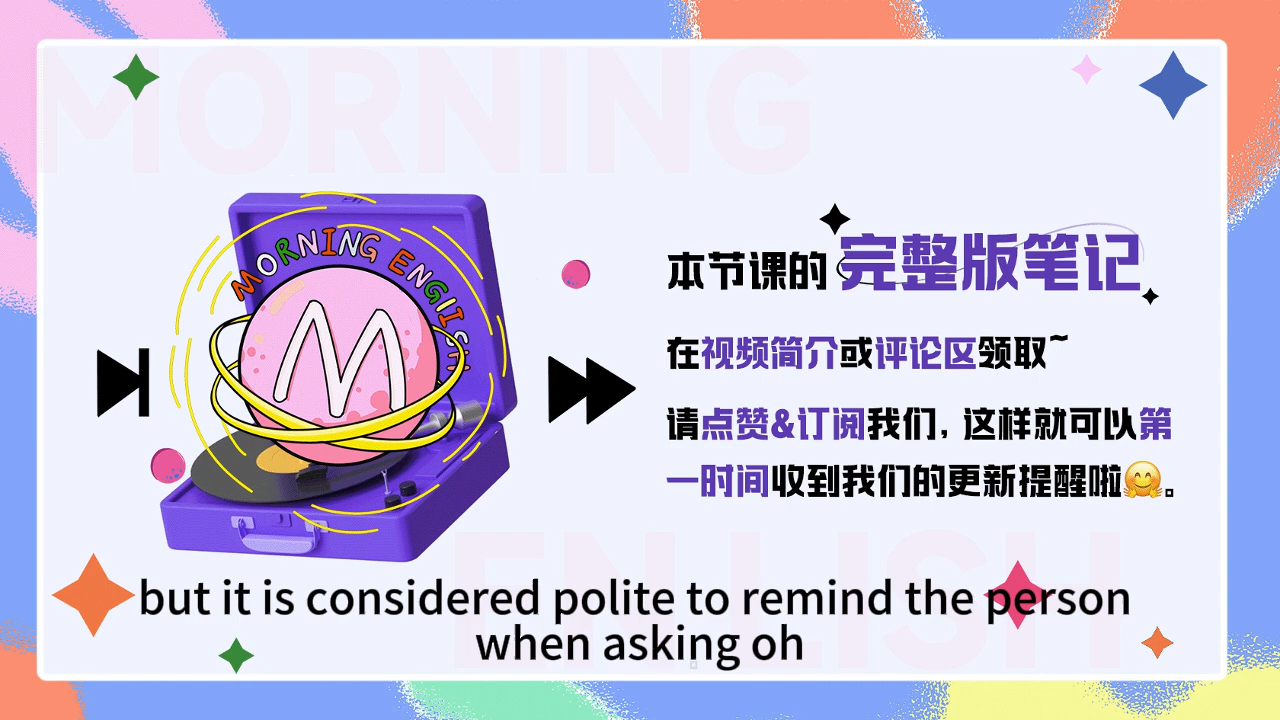 MORNING
MORNING ENGlISH
M
本节课的 完整版笔记
在视频简介或评论区领取~
请点赞&订阅我们, 这样就可以第
一时间收到我们的更新提醒啦🤗。
but it is considered polite to remind the person
when asking oh